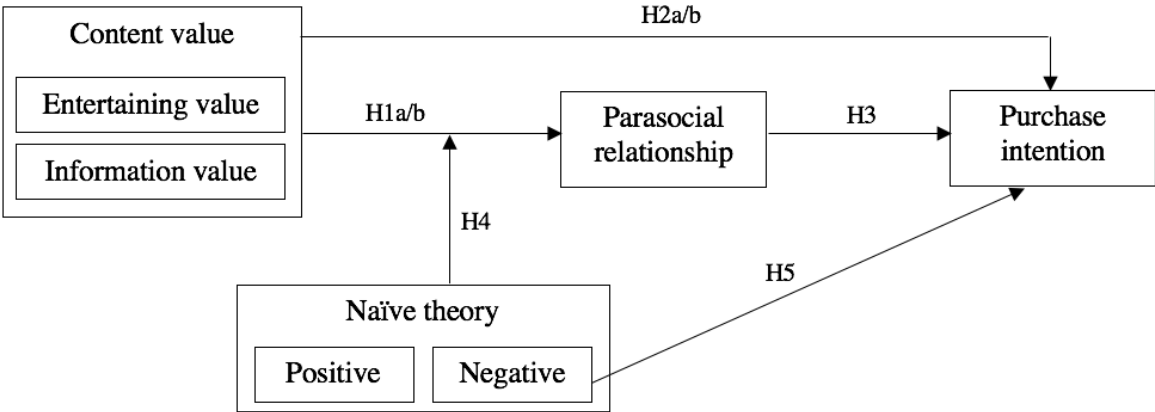 H2a/b
Content value
Entertaining value
Information value
H1a/b
Parasocial
relationship
H3
Purchase
intention
H4
H5
Naïve theory
Positive
Negative